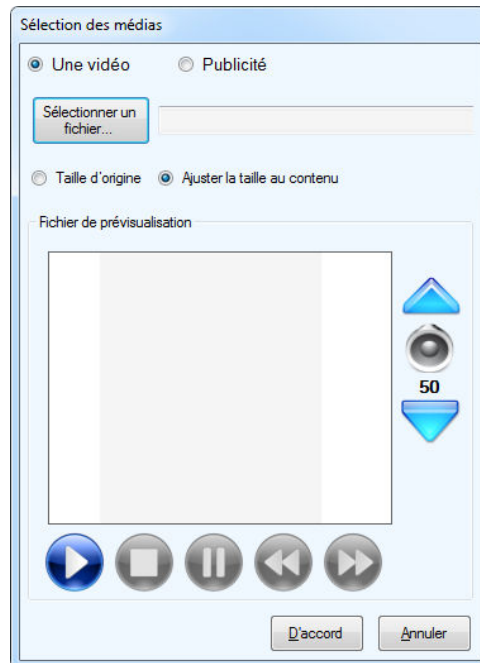 Sélection des médias
Une vidéo Publicité
Sélectionner un
fichier...
Taille d'origine Ajuster la taille au contenu
Fichier de prévisualisation
50
D'accord Annuler